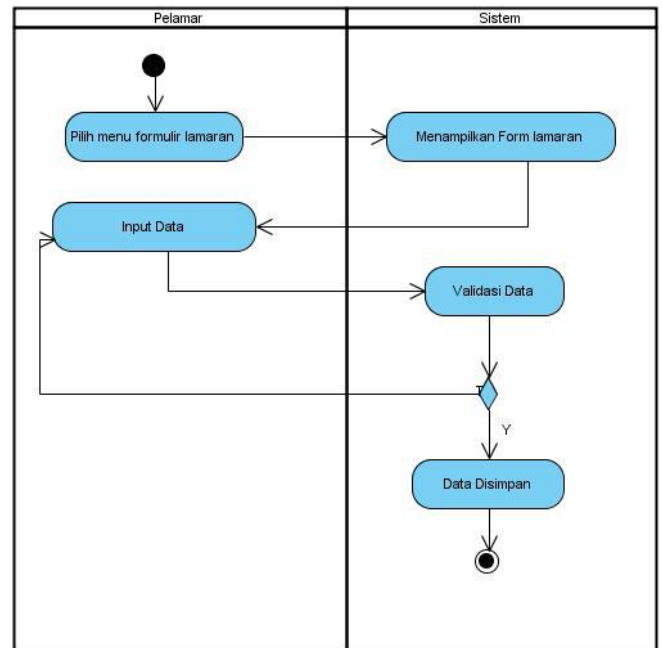 Pelamar
Sistem
Pilih menu formulir lamaran
Menampilkan Form lamaran
Input Data
Validasi Data
T
Y
Data Disimpan